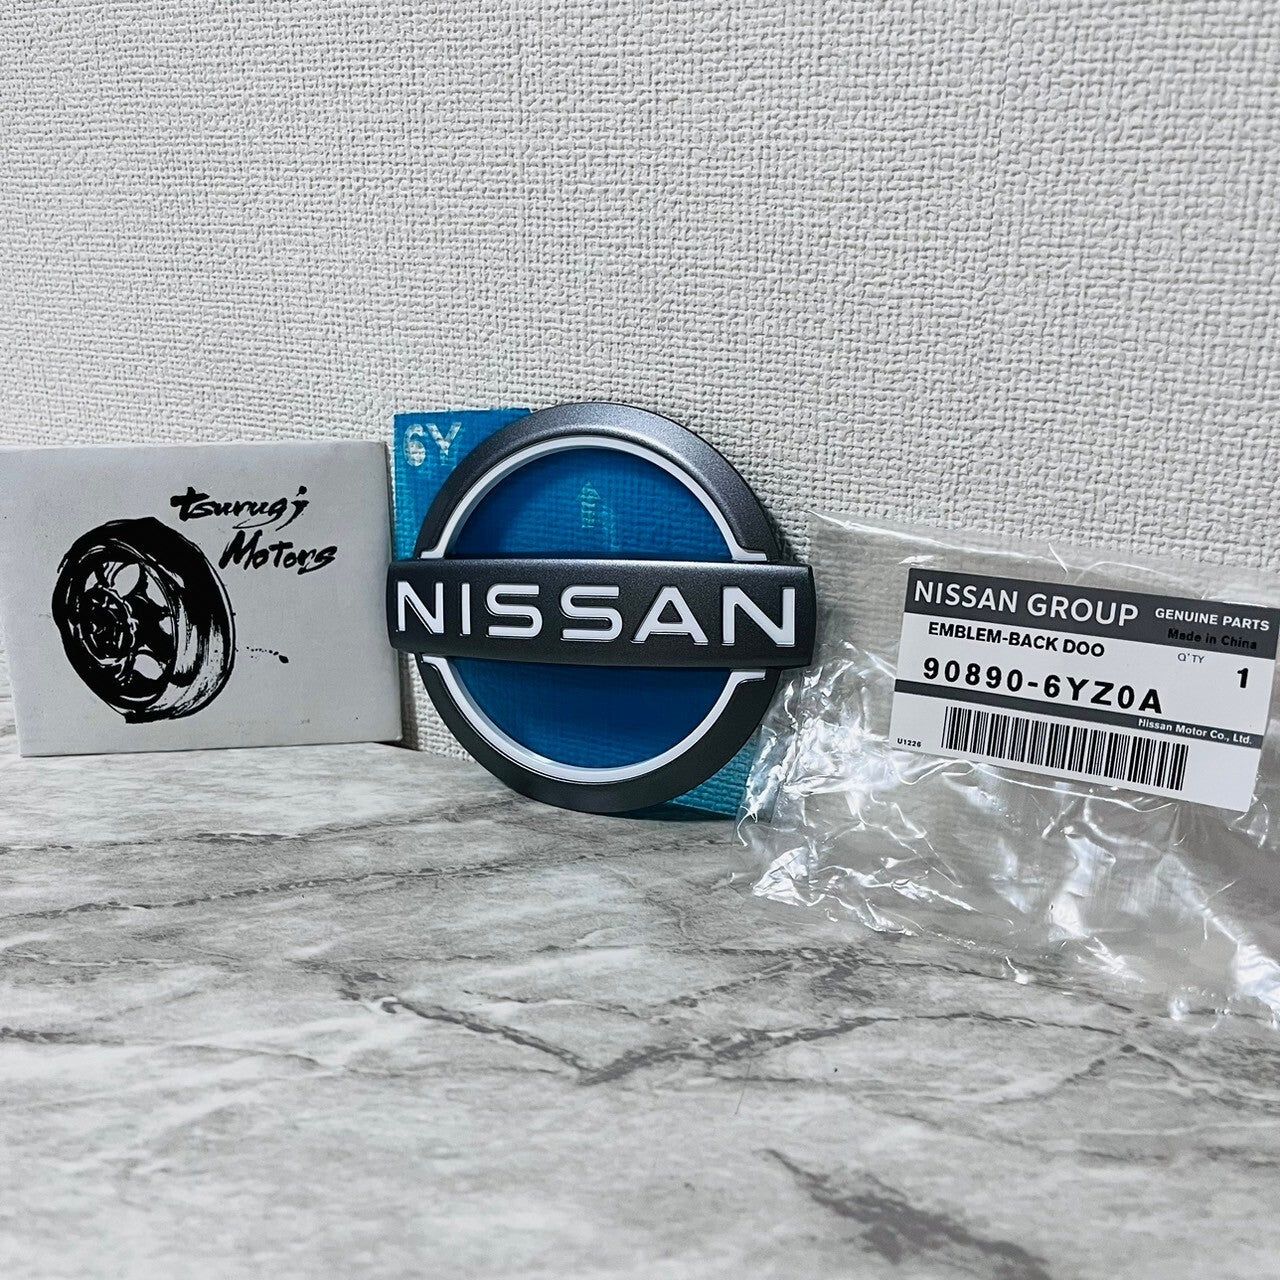 Tsurugi
Motors
6Y
NISSAN
NISSAN GROUP GENUINE PARTS
Made in China
EMBLEM-BACK DOO
Q'TY 1
90890-6YZ0A
Nissan Motor Co., Ltd.
U1226